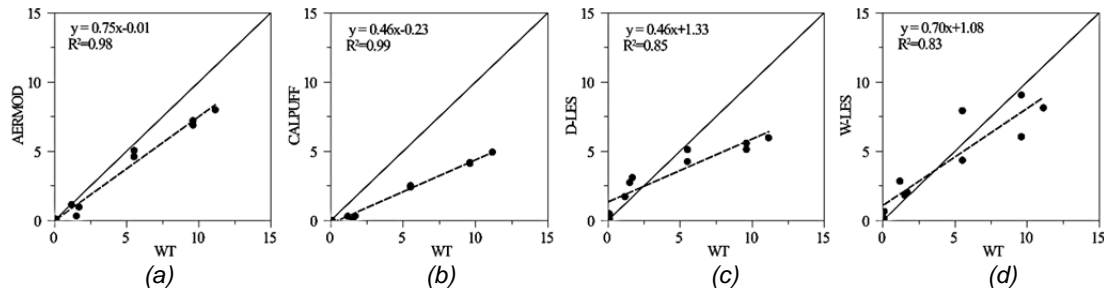 y = 0.75x-0.01
R²=0.98
15
10
5
0
AERMOD
0
5
10
15
WT
(a)
y = 0.46x-0.23
R²=0.99
15
10
5
0
CALPUFF
0
5
10
15
WT
(b)
y = 0.46x+1.33
R²=0.85
15
10
5
0
D-LES
0
5
10
15
WT
(c)
y = 0.70x+1.08
R²=0.83
15
10
5
0
W-LES
0
5
10
15
WT
(d)